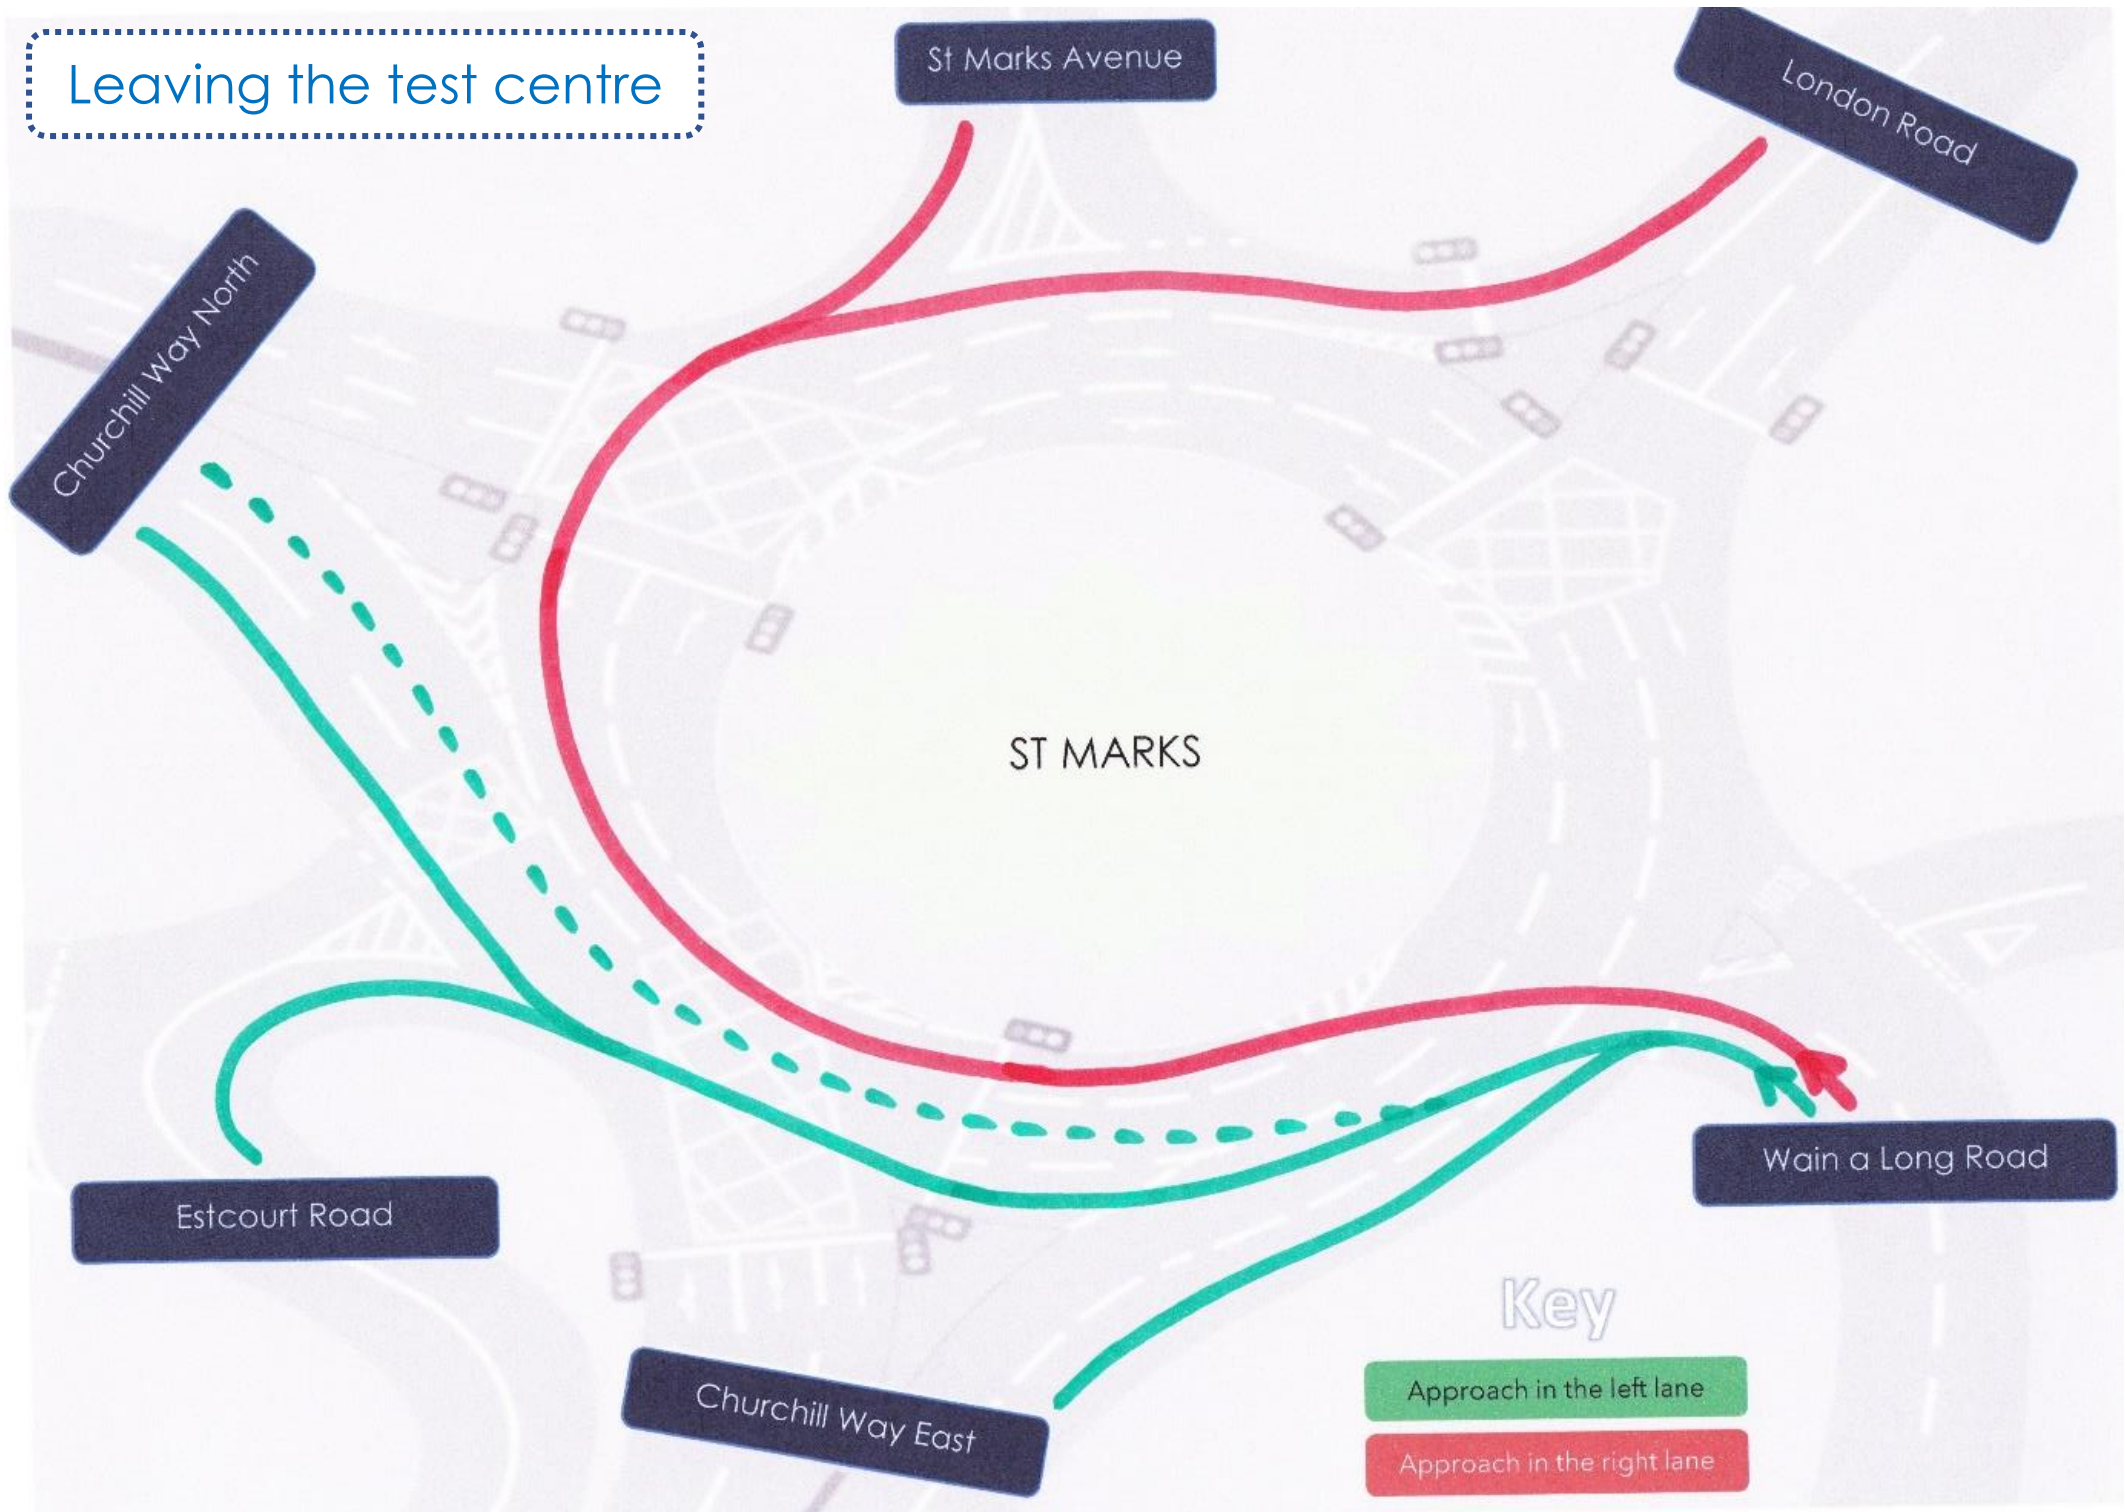 Leaving the test centre
St Marks Avenue
London Road
Churchill Way North
ST MARKS
Wain a Long Road
Estcourt Road
Churchill Way East
Key
Approach in the left lane
Approach in the right lane